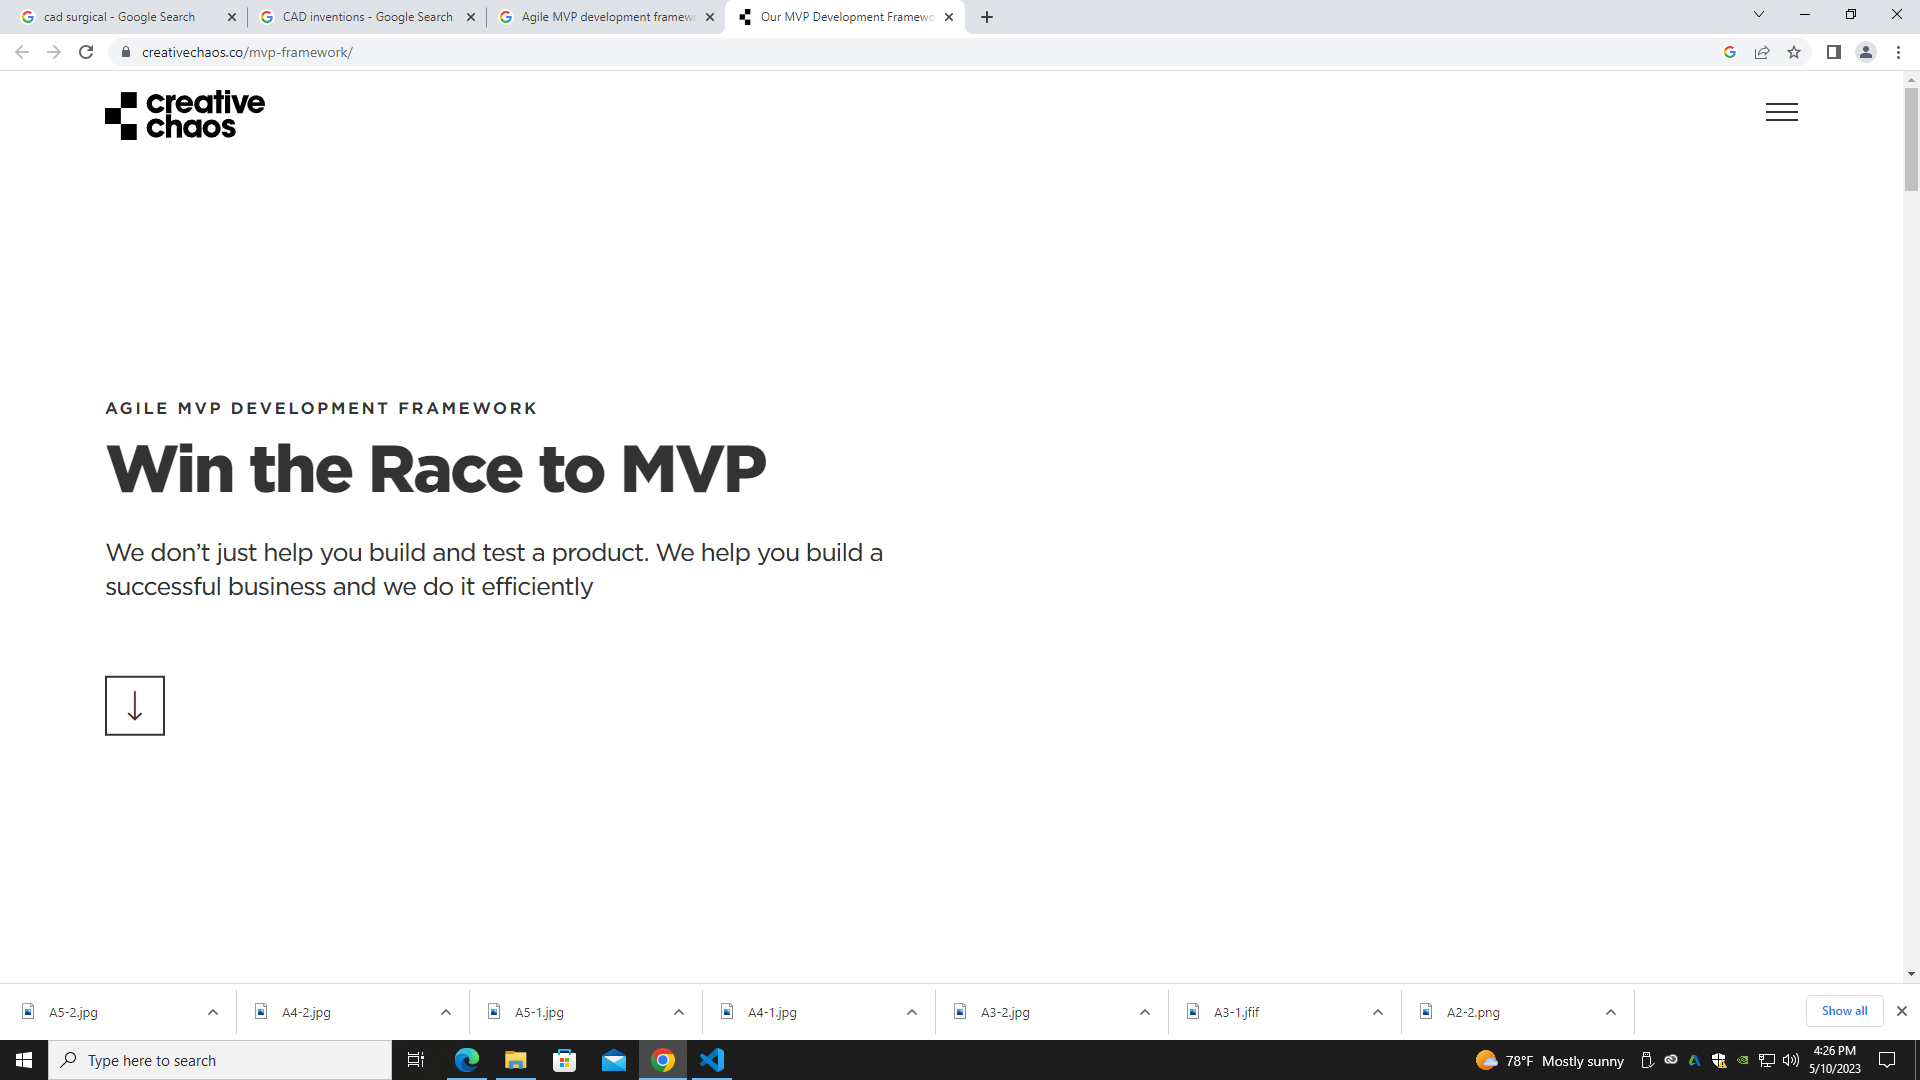 cad surgical - Google Search
CAD inventions - Google Search
Agile MVP development framew
Our MVP Development Framewo
creativechaos.co/mvp-framework/
creative
chaos
AGILE MVP DEVELOPMENT FRAMEWORK
Win the Race to MVP
We don’t just help you build and test a product. We help you build a
successful business and we do it efficiently
A5-2.jpg
A4-2.jpg
A5-1.jpg
A4-1.jpg
A3-2.jpg
A3-1.jfif
A2-2.png
Show all
Type here to search
78°F Mostly sunny
4:26 PM
5/10/2023